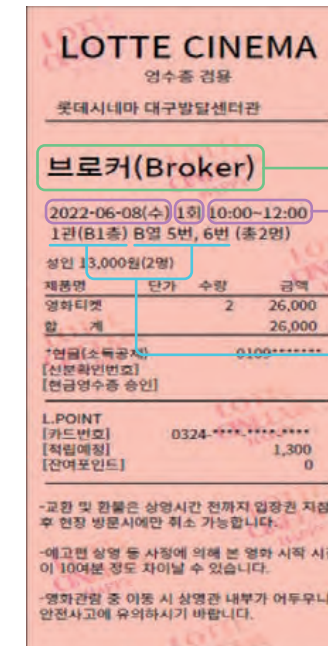 LOTTE CINEMA
영수증 겸용
롯데시네마 대구발달센터관
브로커(Broker)
2022-06-08(수) 1회 10:00~12:00
1관(B1층) B열 5번, 6번 (총2명)
성인 13,000원(2명)
제품명 단가 수량 금액
영화티켓 2 26,000
합 계 26,000
*현금(소득공제) 0109*******
[신분확인번호]
[현금영수증 승인]
L.POINT
[카드번호] 0324-****-****-****
[적립예정] 1,300
[잔여포인트] 0
-교환 및 환불은 상영시간 전까지 입장권 지참
후 현장 방문시에만 취소 가능합니다.
-예고편 상영 등 사정에 의해 본 영화 시작 시
이 10여분 정도 차이날 수 있습니다.
-영화관람 중 이동 시 상영관 내부가 어두우니
안전사고에 유의하시기 바랍니다.